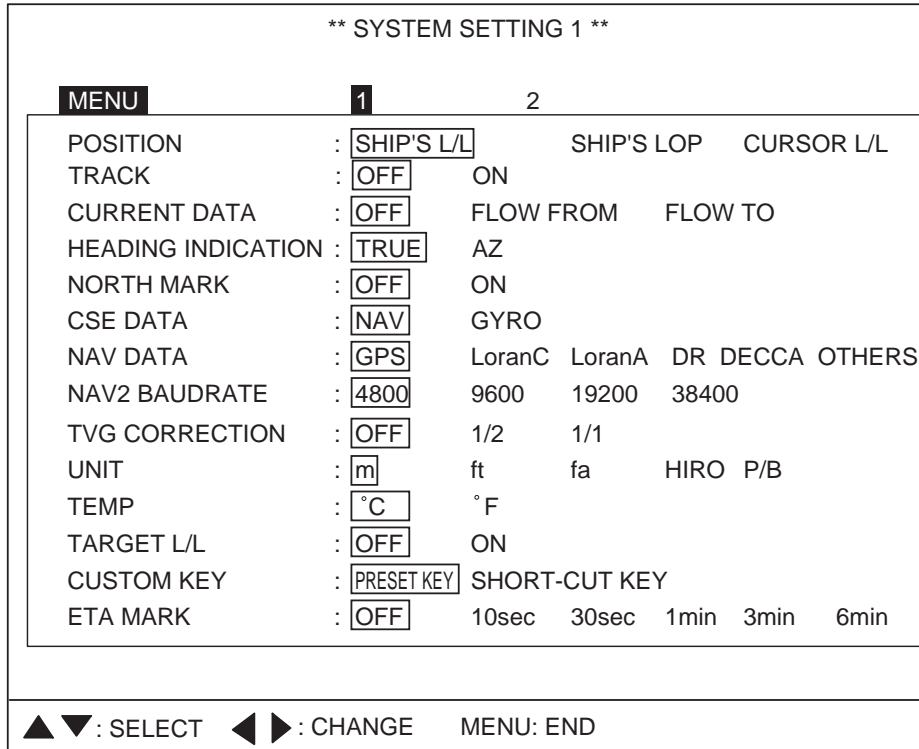 ** SYSTEM SETTING 1 **
MENU 1 2
POSITION : SHIP'S L/L SHIP'S LOP CURSOR L/L
TRACK : OFF ON
CURRENT DATA : OFF FLOW FROM FLOW TO
HEADING INDICATION : TRUE AZ
NORTH MARK : OFF ON
CSE DATA : NAV GYRO
NAV DATA : GPS LoranC LoranA DR DECCA OTHERS
NAV2 BAUDRATE : 4800 9600 19200 38400
TVG CORRECTION : OFF 1/2 1/1
UNIT : m ft fa HIRO P/B
TEMP : °C °F
TARGET L/L : OFF ON
CUSTOM KEY : PRESET KEY SHORT-CUT KEY
ETA MARK : OFF 10sec 30sec 1min 3min 6min
▲ ▼: SELECT ◀ ▶: CHANGE MENU: END